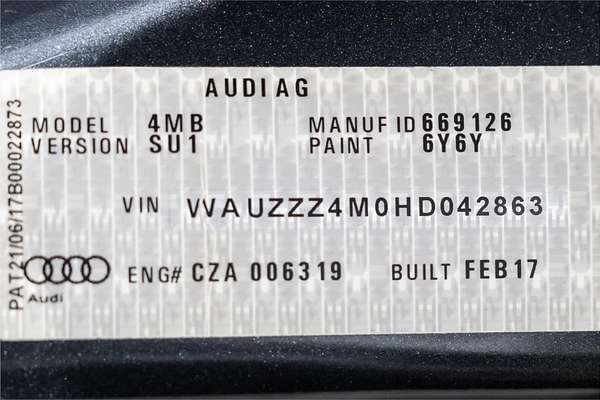 AUDI AG
MODEL 4MB MANUF ID 669126
VERSION SU1 PAINT 6Y6Y
VIN WAUZZZ4M0HD042863
ENG# CZA 006319 BUILT FEB17
Audi
PAT21/06/17B00022873